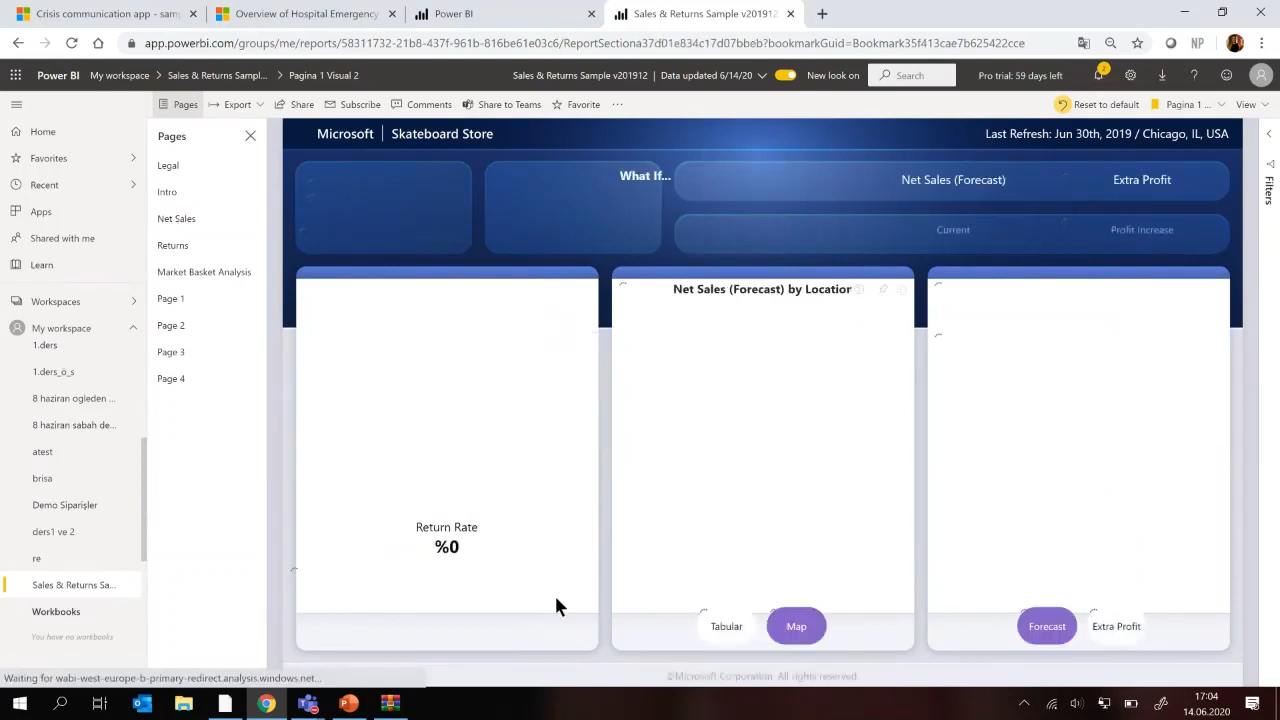 Crisis communication app - samp
Overview of Hospital Emergency
Power BI
Sales & Returns Sample v201912
app.powerbi.com/groups/me/reports/58311732-21b8-437f-961b-816be61e03c6/ReportSectiona37d01e834c17d07bbeb?bookmarkGuid=Bookmark35f413cae7b625422cce
NP
Power BI
My workspace
Sales & Returns Sampl...
Pagina 1 Visual 2
Sales & Returns Sample v201912
Data updated 6/14/20
New look on
Search
Pro trial: 59 days left
2
Pages
Export
Share
Subscribe
Comments
Share to Teams
Favorite
Reset to default
Pagina 1 ...
View
Home
Favorites
Recent
Apps
Shared with me
Learn
Workspaces
My workspace
1.ders
1.ders_ö_s
8 haziran ogleden ...
8 haziran sabah de...
atest
brisa
Demo Siparişler
ders1 ve 2
re
Sales & Returns Sa...
Workbooks
You have no workbooks
Pages
Legal
Intro
Net Sales
Returns
Market Basket Analysis
Page 1
Page 2
Page 3
Page 4
Microsoft
Skateboard Store
Last Refresh: Jun 30th, 2019 / Chicago, IL, USA
What If...
Net Sales (Forecast)
Extra Profit
Current
Profit Increase
Return Rate
%0
Net Sales (Forecast) by Location
Tabular
Map
Forecast
Extra Profit
©Microsoft Corporation. All rights reserved
Filters
Waiting for wabi-west-europe-b-primary-redirect.analysis.windows.net...
17:04
14.06.2020